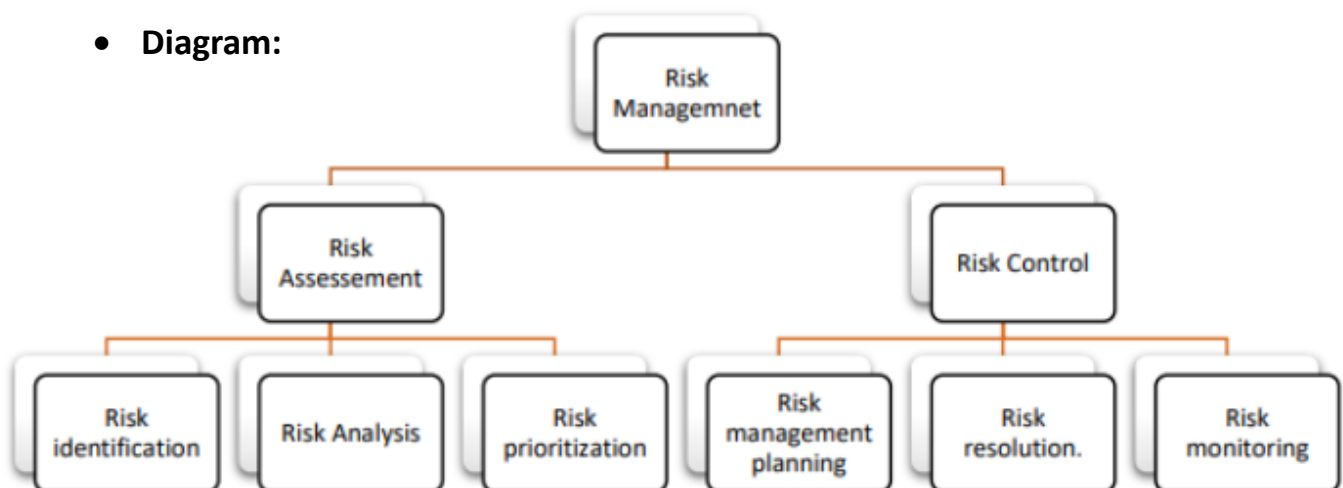 • Diagram:
Risk
Managemnet
Risk
Assessement
Risk Control
Risk
identification
Risk Analysis
Risk
prioritization
Risk
management
planning
Risk
resolution.
Risk
monitoring